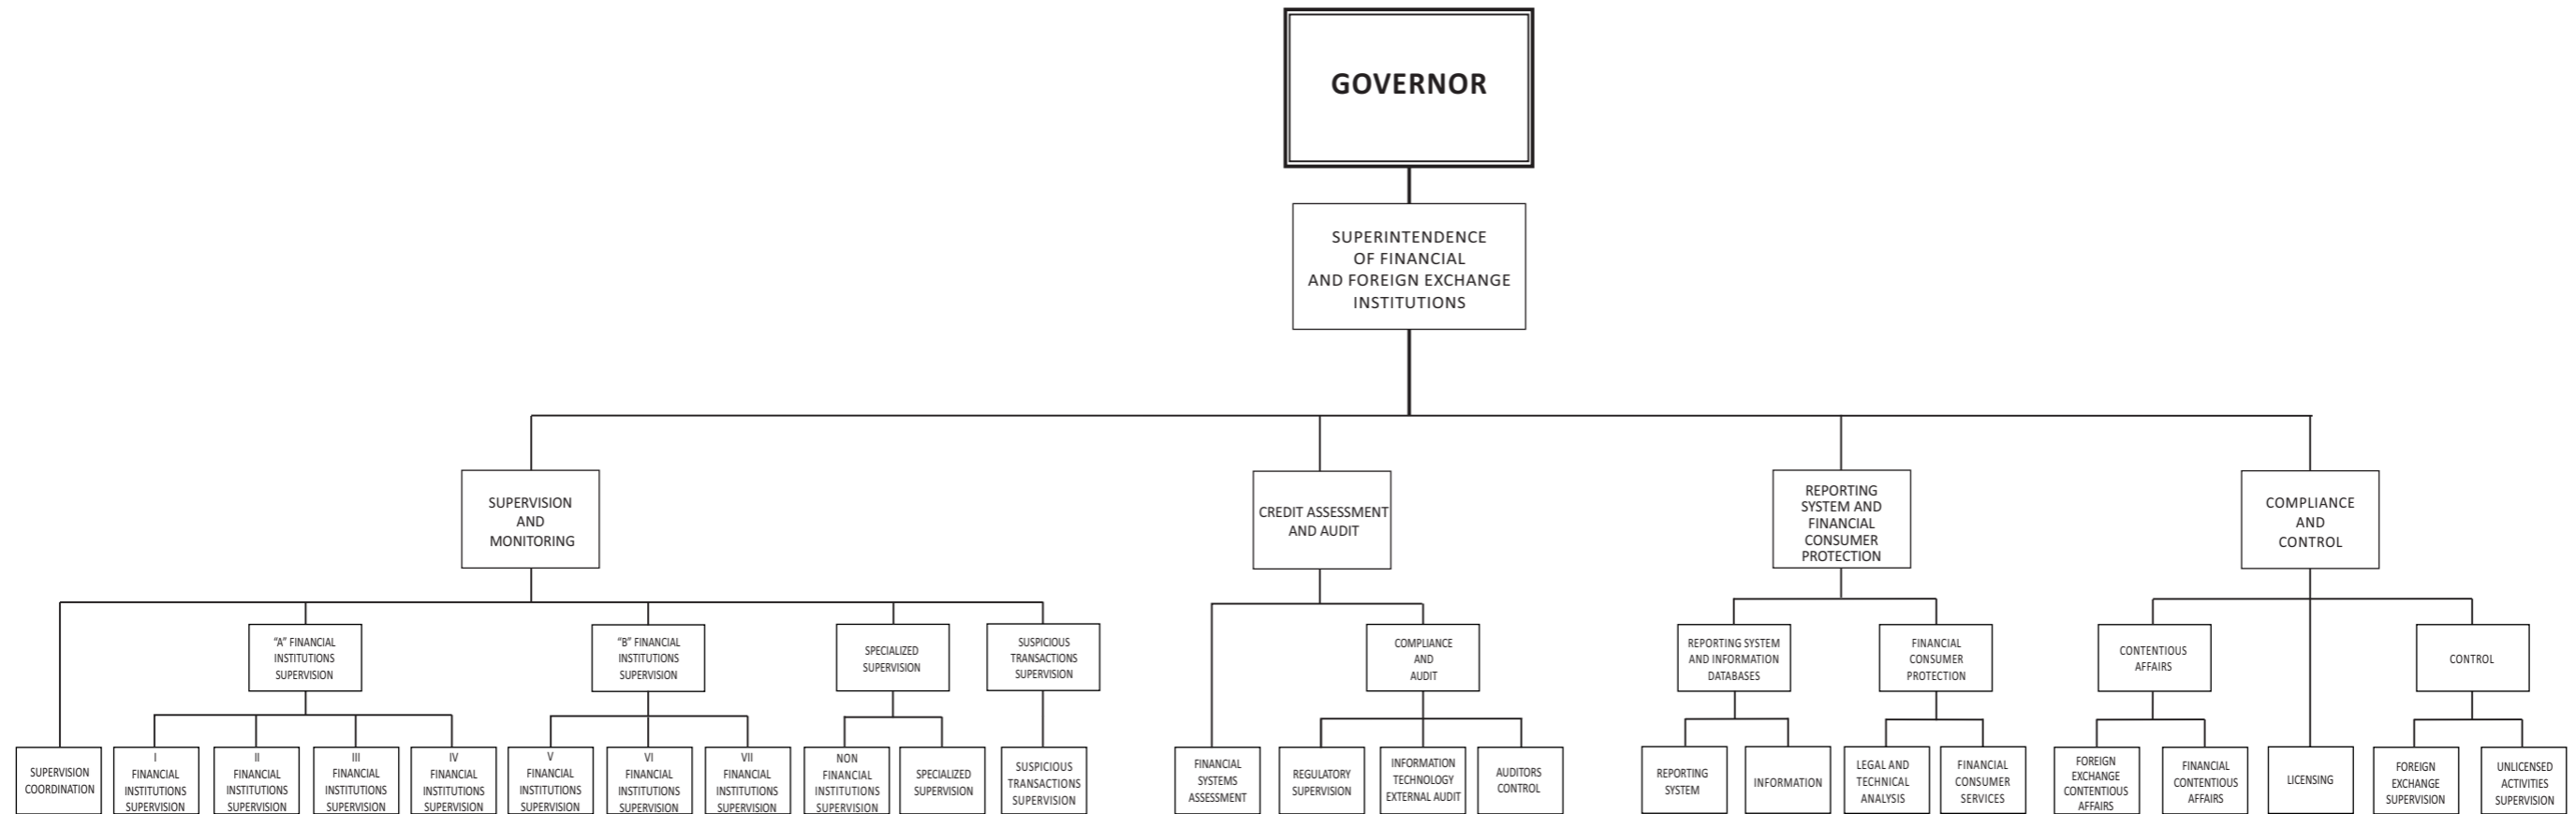 GOVERNOR
SUPERINTENDENCE
OF FINANCIAL
AND FOREIGN EXCHANGE
INSTITUTIONS
SUPERVISION
AND
MONITORING
CREDIT ASSESSMENT
AND AUDIT
REPORTING
SYSTEM AND
FINANCIAL
CONSUMER
PROTECTION
COMPLIANCE
AND
CONTROL
"A" FINANCIAL
INSTITUTIONS
SUPERVISION
"B" FINANCIAL
INSTITUTIONS
SUPERVISION
SPECIALIZED
SUPERVISION
SUSPICIOUS
TRANSACTIONS
SUPERVISION
COMPLIANCE
AND
AUDIT
REPORTING SYSTEM
AND INFORMATION
DATABASES
FINANCIAL
CONSUMER
PROTECTION
CONTENTIOUS
AFFAIRS
CONTROL
SUPERVISION
COORDINATION
I
FINANCIAL
INSTITUTIONS
SUPERVISION
II
FINANCIAL
INSTITUTIONS
SUPERVISION
III
FINANCIAL
INSTITUTIONS
SUPERVISION
IV
FINANCIAL
INSTITUTIONS
SUPERVISION
V
FINANCIAL
INSTITUTIONS
SUPERVISION
VI
FINANCIAL
INSTITUTIONS
SUPERVISION
VII
FINANCIAL
INSTITUTIONS
SUPERVISION
NON
FINANCIAL
INSTITUTIONS
SUPERVISION
SPECIALIZED
SUPERVISION
SUSPICIOUS
TRANSACTIONS
SUPERVISION
FINANCIAL
SYSTEMS
ASSESSMENT
REGULATORY
SUPERVISION
INFORMATION
TECHNOLOGY
EXTERNAL AUDIT
AUDITORS
CONTROL
REPORTING
SYSTEM
INFORMATION
LEGAL AND
TECHNICAL
ANALYSIS
FINANCIAL
CONSUMER
SERVICES
FOREIGN
EXCHANGE
CONTENTIOUS
AFFAIRS
FINANCIAL
CONTENTIOUS
AFFAIRS
LICENSING
FOREIGN
EXCHANGE
SUPERVISION
UNLICENSED
ACTIVITIES
SUPERVISION